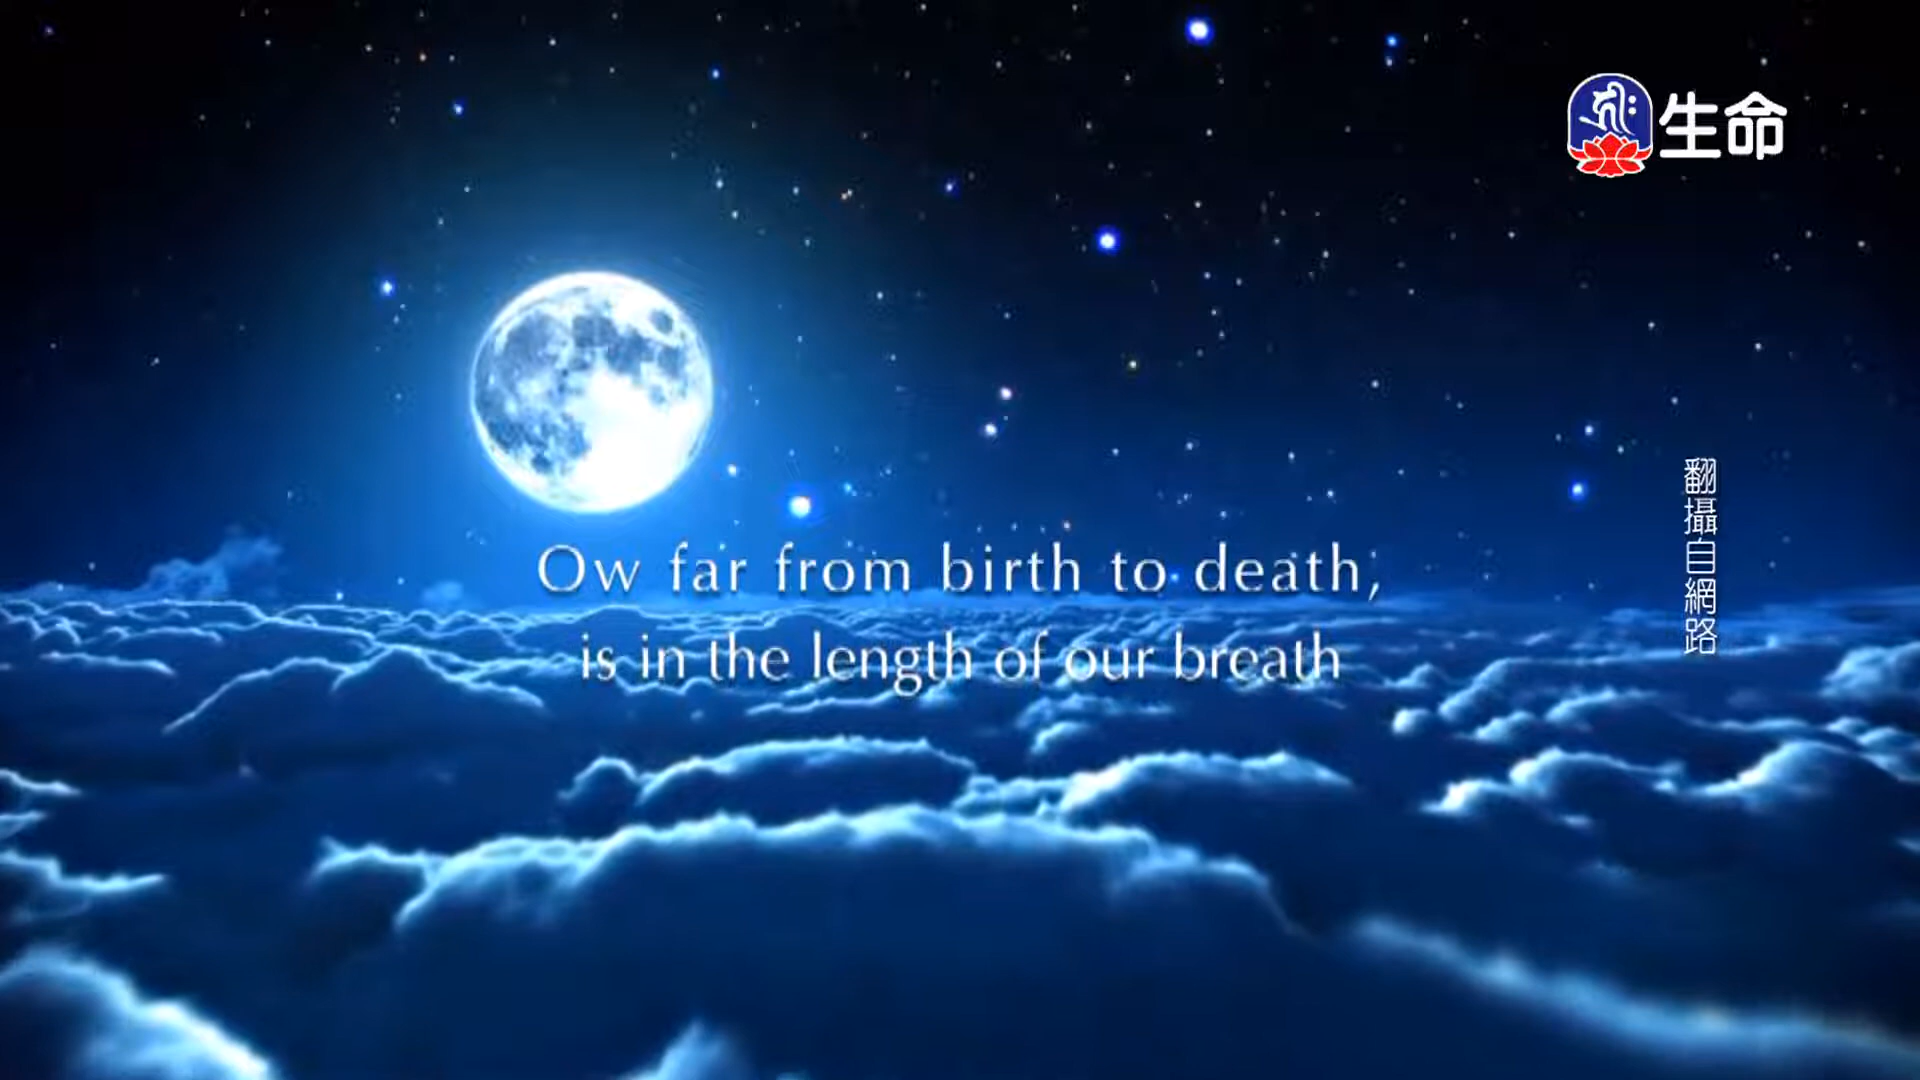 生命
Ow far from birth to death,
is in the length of our breath
翻攝自網路